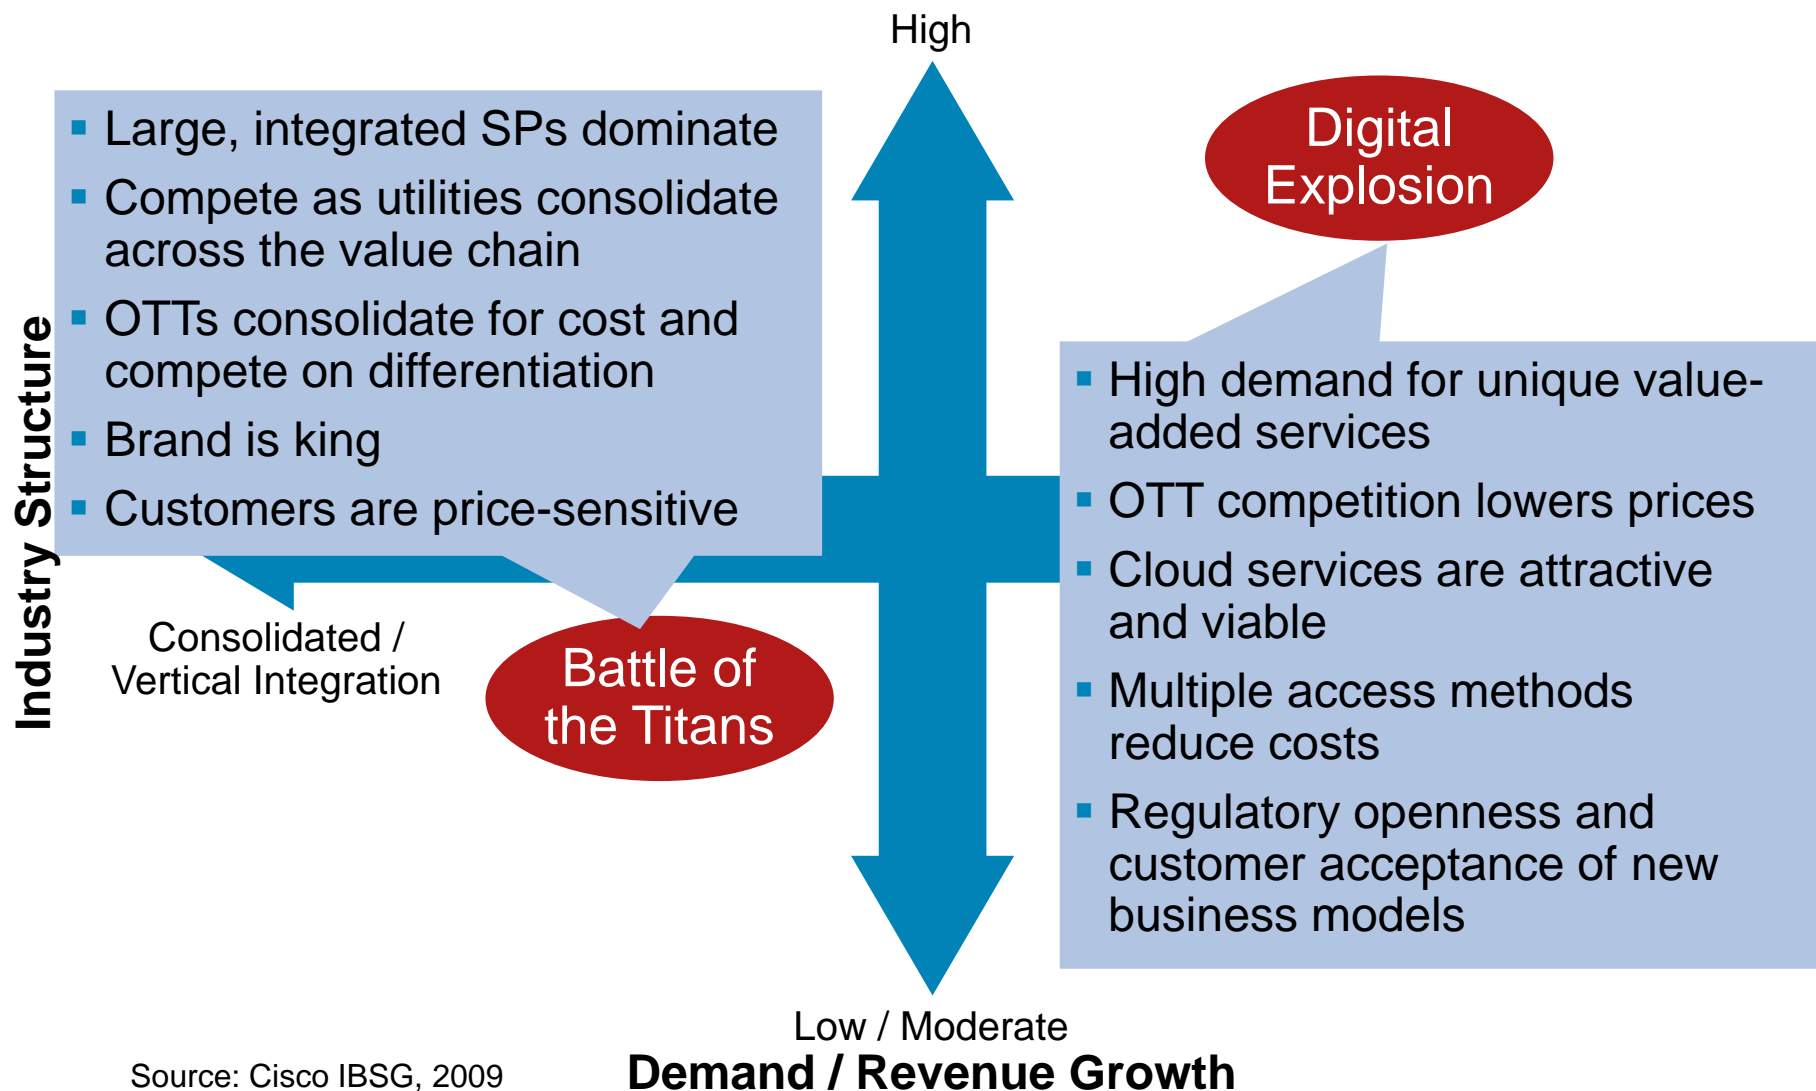 High
▪ Large, integrated SPs dominate
▪ Compete as utilities consolidate
across the value chain
▪ OTTs consolidate for cost and
compete on differentiation
▪ Brand is king
▪ Customers are price-sensitive
Digital
Explosion
▪ High demand for unique value-
added services
▪ OTT competition lowers prices
▪ Cloud services are attractive
and viable
▪ Multiple access methods
reduce costs
▪ Regulatory openness and
customer acceptance of new
business models
Industry Structure
Consolidated /
Vertical Integration
Battle of
the Titans
Low / Moderate
Demand / Revenue Growth
Source: Cisco IBSG, 2009